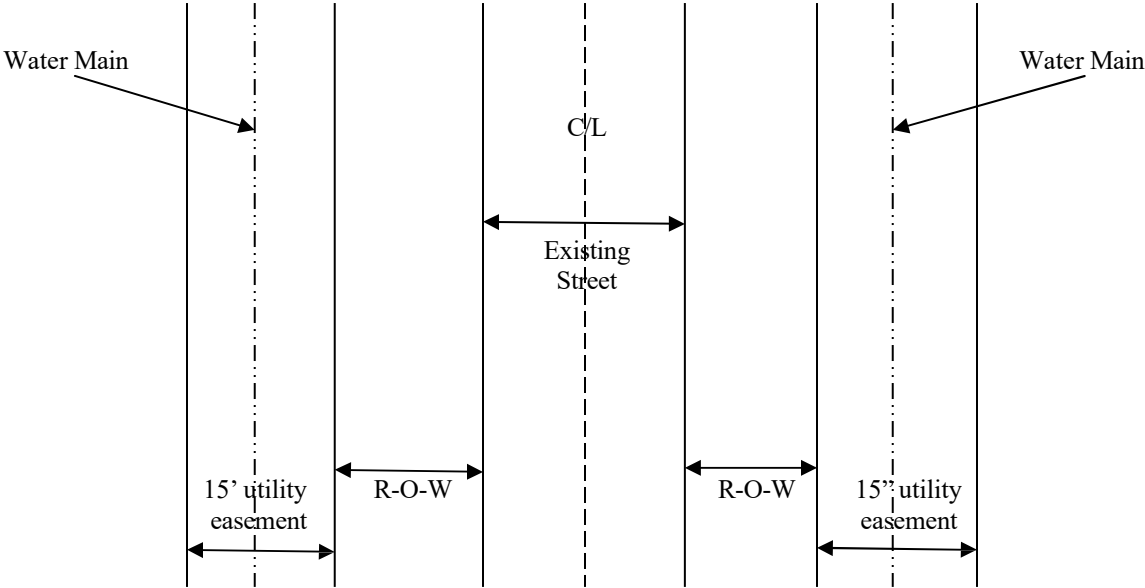 Water Main
Water Main
C/L
Existing
Street
15’ utility
easement
R-O-W
R-O-W
15” utility
easement